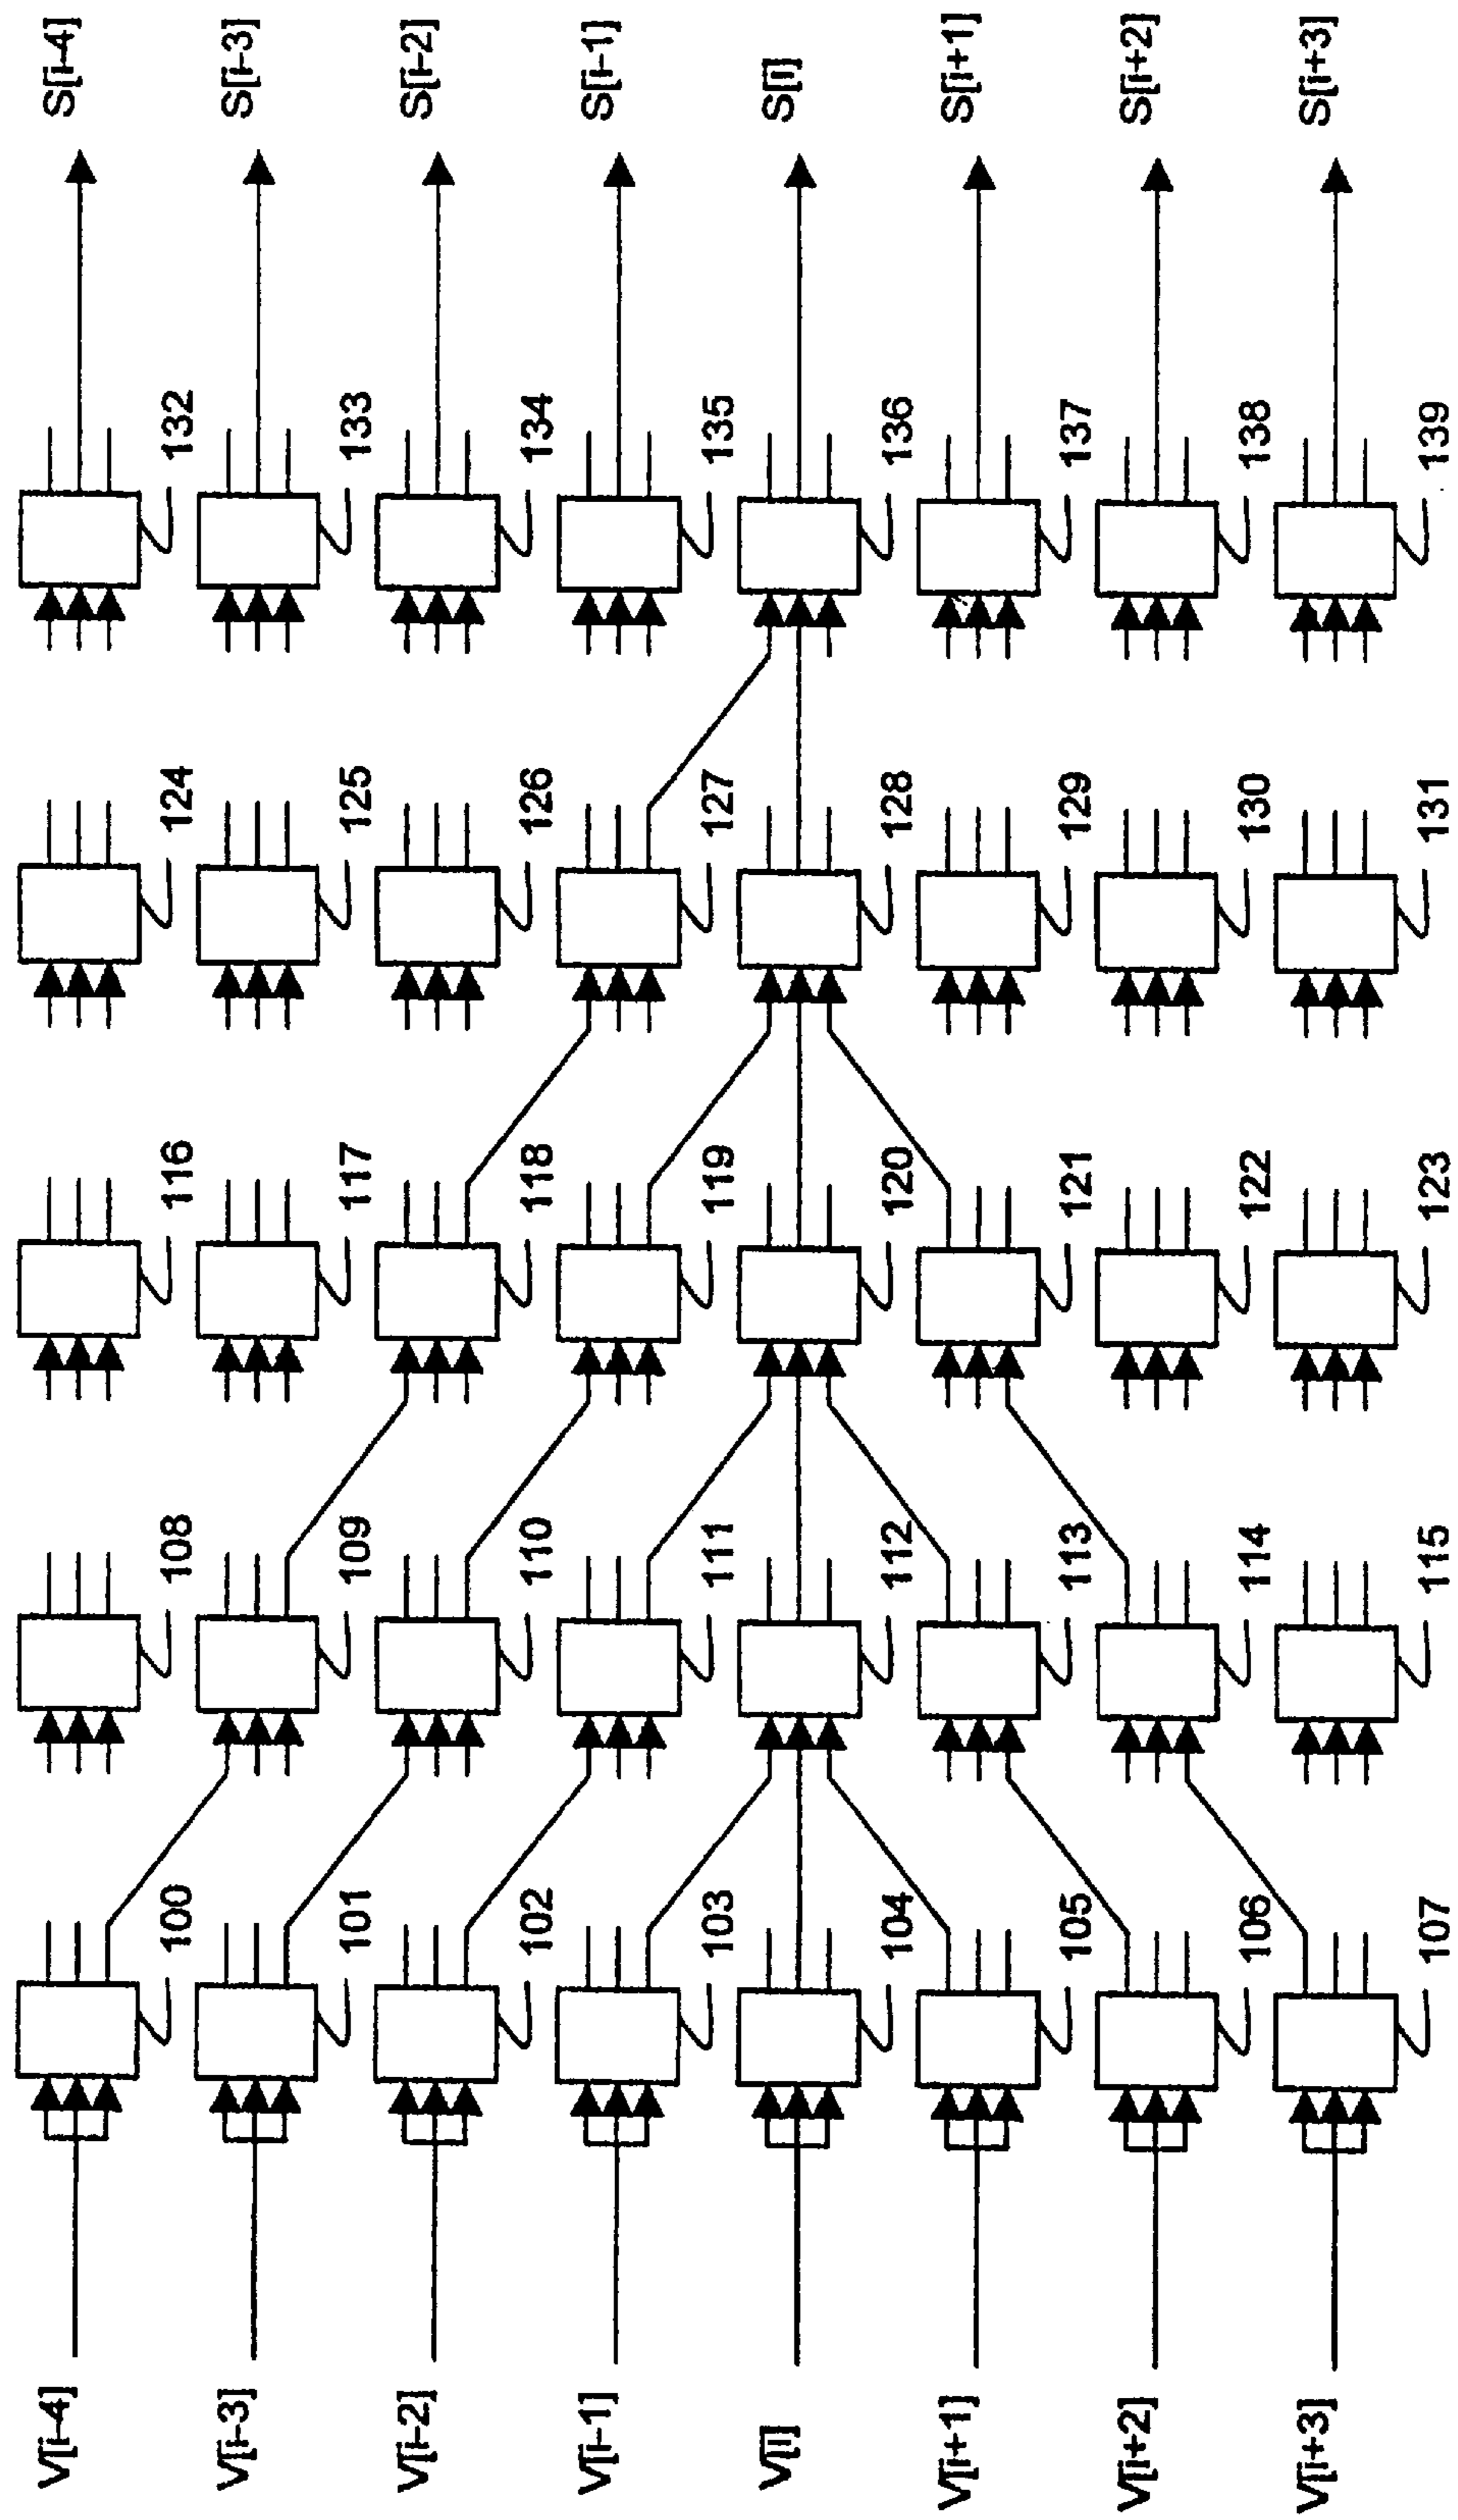 V[i-4] S[i-4]
100 108 116 124 132
V[i-3] S[i-3]
101 109 117 125 133
V[i-2] S[i-2]
102 110 118 126 134
V[i-1] S[i-1]
103 111 119 127 135
V[i] S[i]
104 112 120 128 136
V[i+1] S[i+1]
105 113 121 129 137
V[i+2] S[i+2]
106 114 122 130 138
V[i+3] S[i+3]
107 115 123 131 139